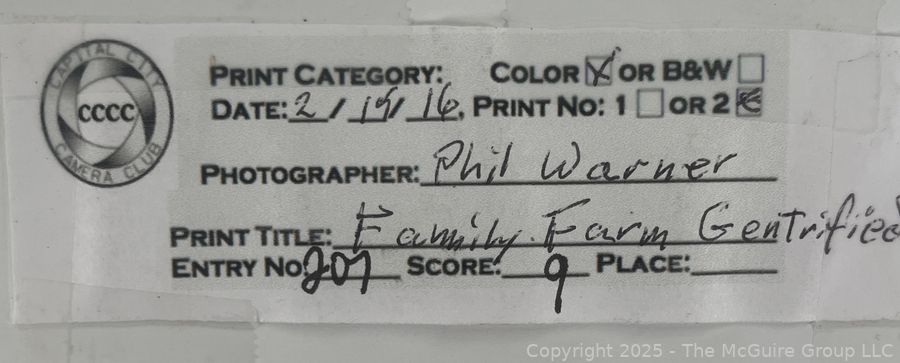 CAPITAL CITY
CCCC
CAMERA CLUB
PRINT CATEGORY: COLOR ☒ OR B&W ☐
DATE: 2 / 19/ 16, PRINT NO: 1 ☐ OR 2 ☒
PHOTOGRAPHER: Phil Warner
PRINT TITLE: Family Farm Gentrified
ENTRY NO: 207 SCORE: 9 PLACE:
Copyright 2025 - The McGuire Group LLC